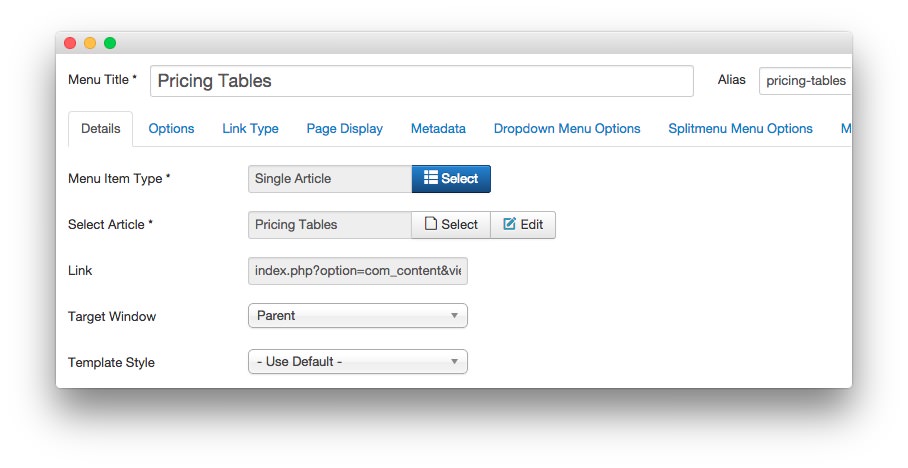 Menu Title * Pricing Tables Alias pricing-tables
Details Options Link Type Page Display Metadata Dropdown Menu Options Splitmenu Menu Options M
Menu Item Type * Single Article Select
Select Article * Pricing Tables Select Edit
Link index.php?option=com_content&vie
Target Window Parent
Template Style - Use Default -